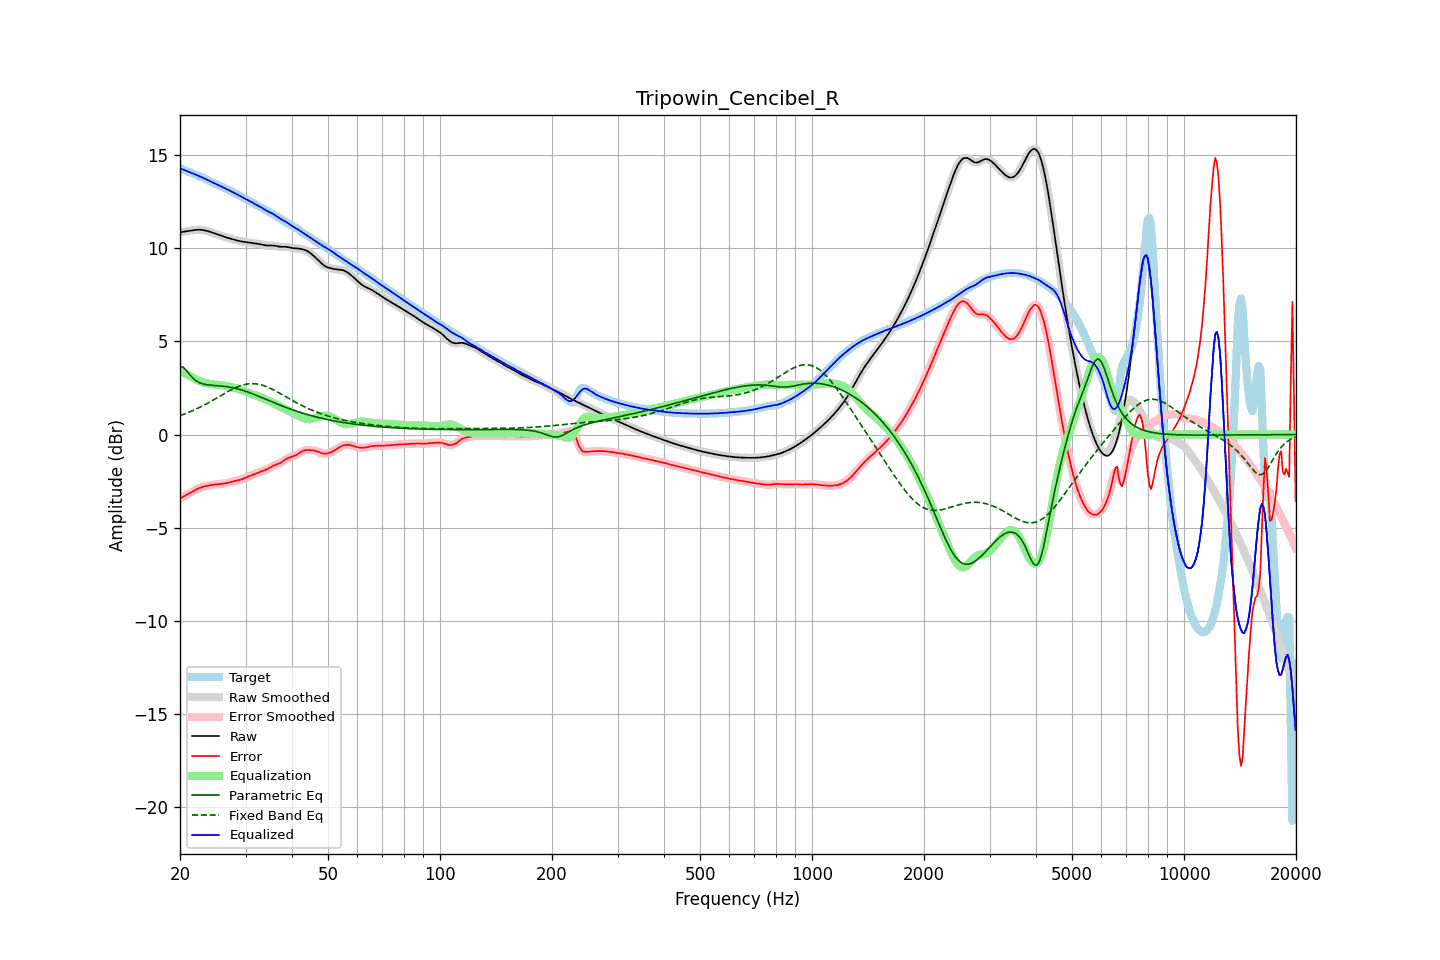 Tripowin_Cencibel_R
Amplitude (dBr)
15
10
5
0
−5
−10
−15
−20
Target
Raw Smoothed
Error Smoothed
Raw
Error
Equalization
Parametric Eq
Fixed Band Eq
Equalized
20 50 100 200 500 1000 2000 5000 10000 20000
Frequency (Hz)